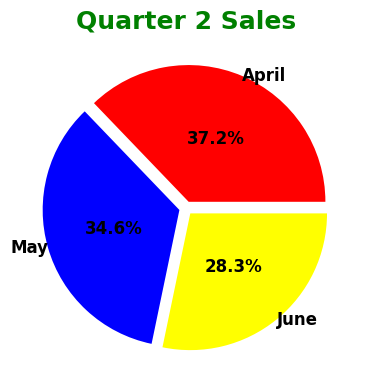 Quarter 2 Sales
April
37.2%
34.6%
May
28.3%
June